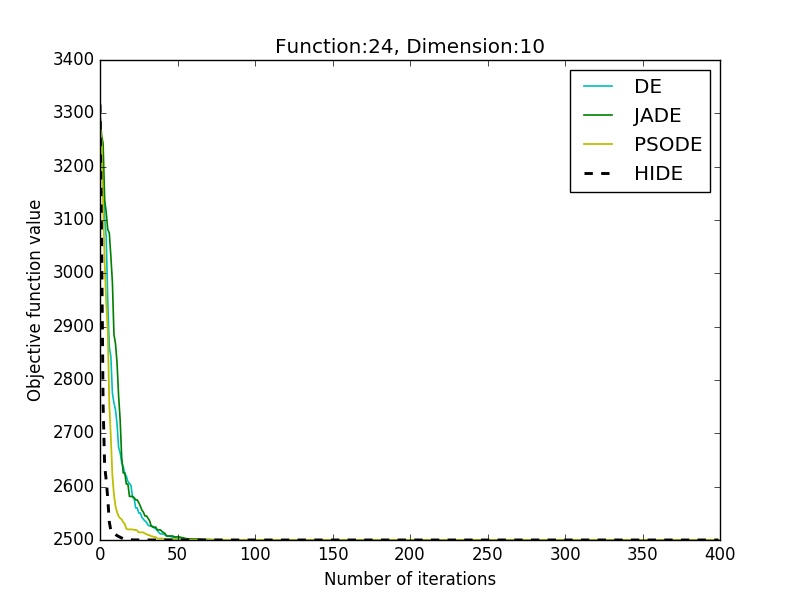 Function:24, Dimension:10
3400
3300
3200
3100
3000
2900
2800
2700
2600
2500
Objective function value
DE
JADE
PSODE
HIDE
0 50 100 150 200 250 300 350 400
Number of iterations